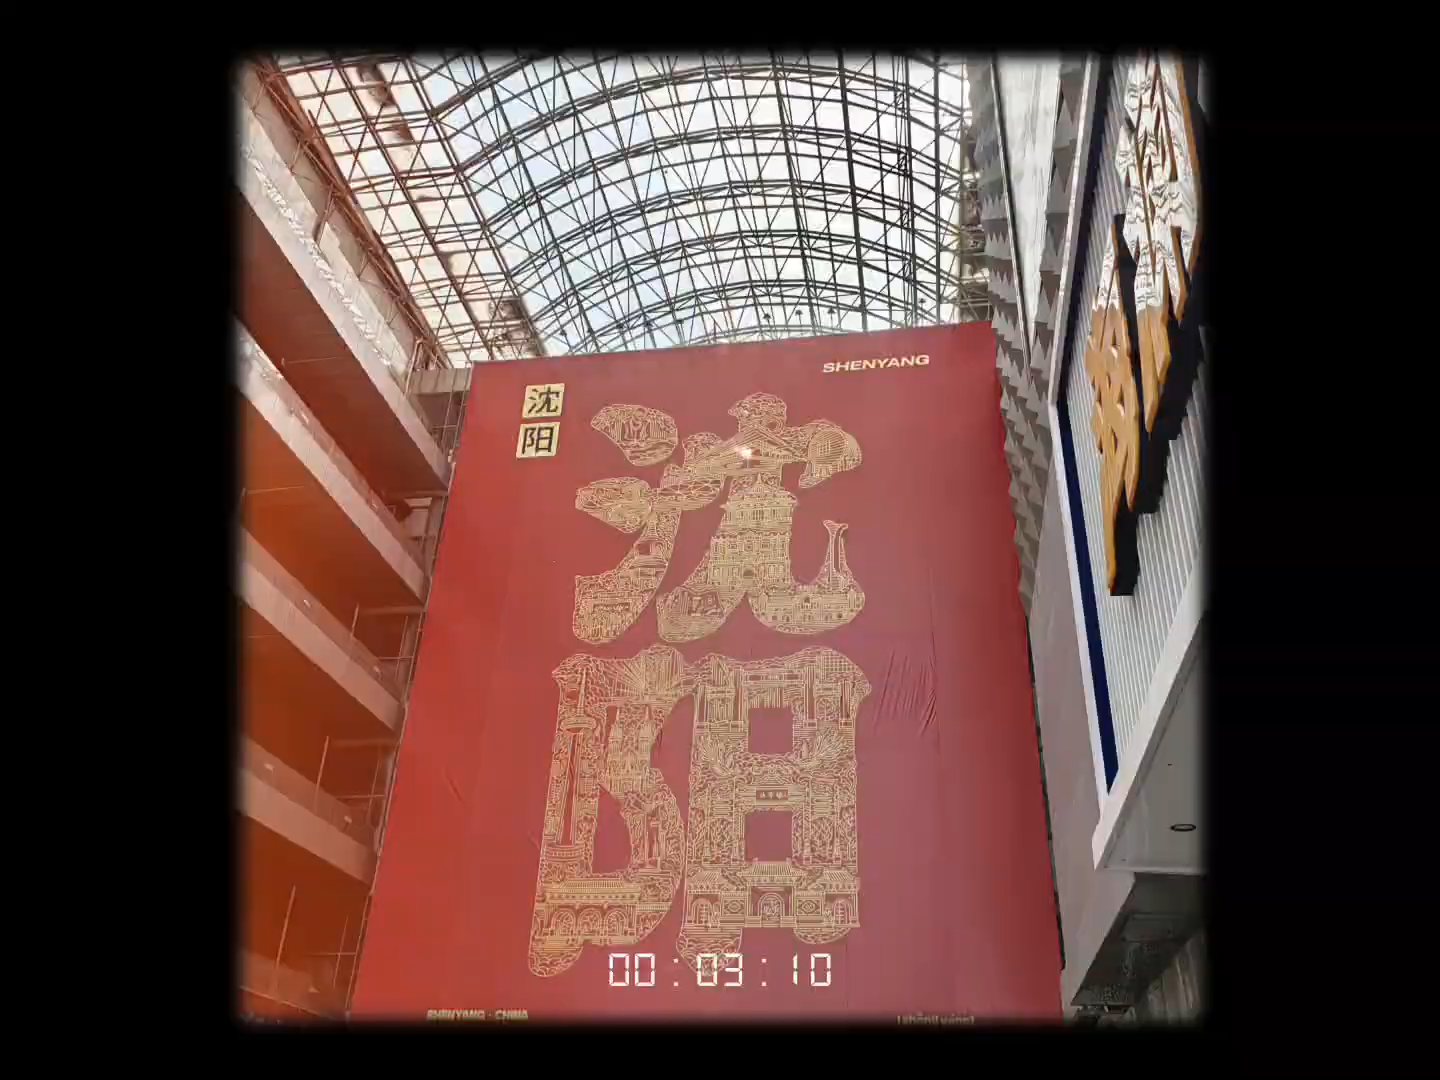 SHENYANG
沈
阳
沈
阳
00:03:10
SHENYANG · CHINA